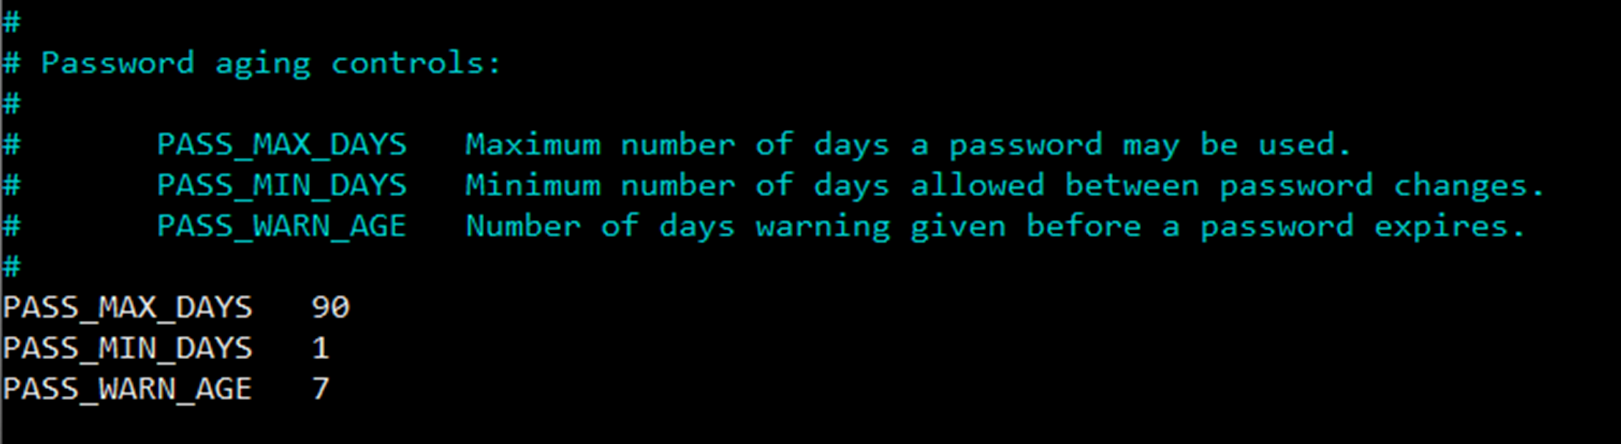 #
# Password aging controls:
#
#       PASS_MAX_DAYS   Maximum number of days a password may be used.
#       PASS_MIN_DAYS   Minimum number of days allowed between password changes.
#       PASS_WARN_AGE   Number of days warning given before a password expires.
#
PASS_MAX_DAYS   90
PASS_MIN_DAYS   1
PASS_WARN_AGE   7